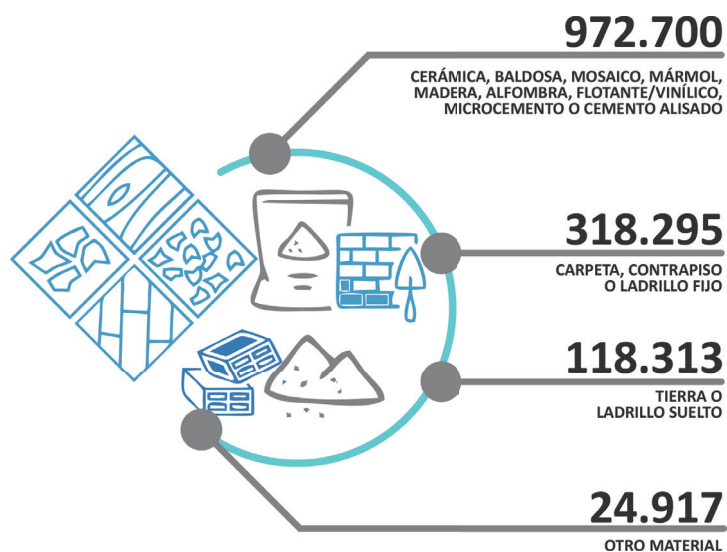 972.700
CERÁMICA, BALDOSA, MOSAICO, MÁRMOL,
MADERA, ALFOMBRA, FLOTANTE/VINÍLICO,
MICROCEMENTO O CEMENTO ALISADO
318.295
CARPETA, CONTRAPISO
O LADRILLO FIJO
118.313
TIERRA O
LADRILLO SUELTO
24.917
OTRO MATERIAL